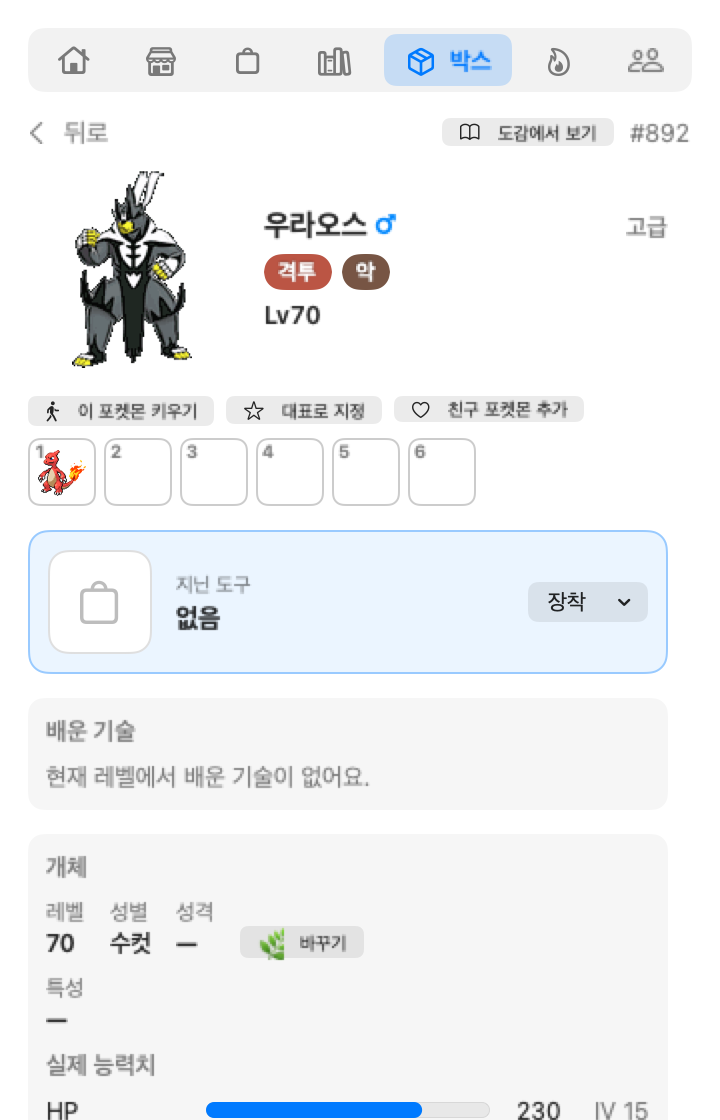 박스
뒤로
도감에서 보기
#892
우라오스
고급
격투 악
Lv70
이 포켓몬 키우기
대표로 지정
친구 포켓몬 추가
1 2 3 4 5 6
지닌 도구
없음
장착
배운 기술
현재 레벨에서 배운 기술이 없어요.
개체
레벨 성별 성격
70 수컷 — 바꾸기
특성
—
실제 능력치
HP 230 IV 15